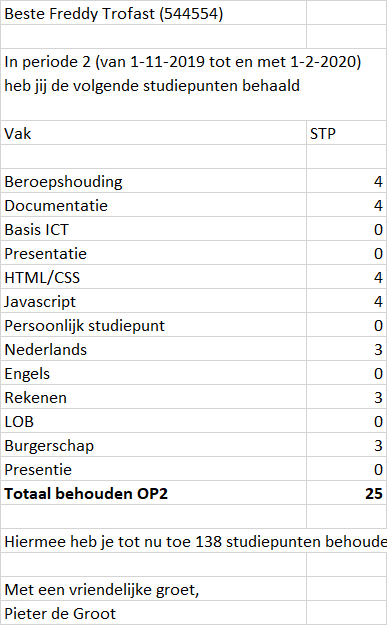 Beste Freddy Trofast (544554)
In periode 2 (van 1-11-2019 tot en met 1-2-2020)
heb jij de volgende studiepunten behaald
Vak STP
Beroepshouding 4
Documentatie 4
Basis ICT 0
Presentatie 0
HTML/CSS 4
Javascript 4
Persoonlijk studiepunt 0
Nederlands 3
Engels 0
Rekenen 3
LOB 0
Burgerschap 3
Presentie 0
Totaal behouden OP2 25
Hiermee heb je tot nu toe 138 studiepunten behoude
Met een vriendelijke groet,
Pieter de Groot